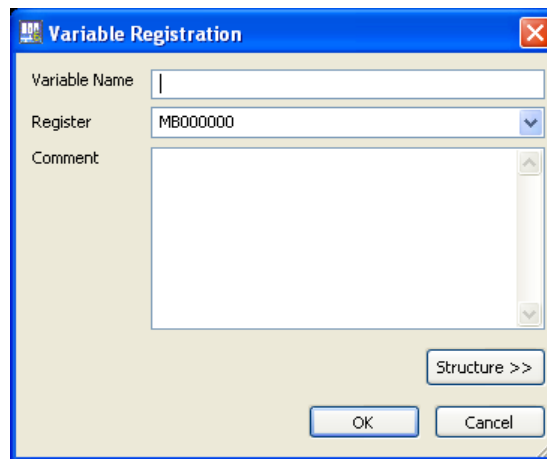 Variable Registration
Variable Name
Register MB000000
Comment
Structure >>
OK Cancel